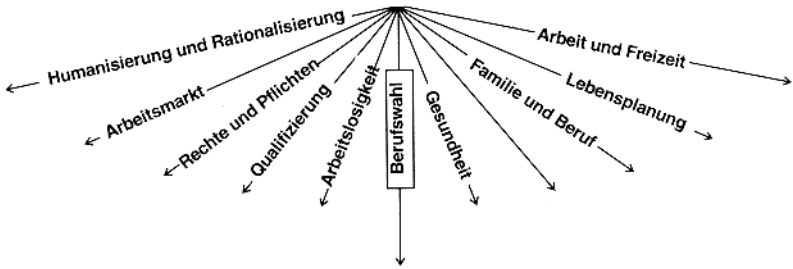 Humanisierung und Rationalisierung
Arbeitsmarkt
Rechte und Pflichten
Qualifizierung
Arbeitslosigkeit
Berufswahl
Gesundheit
Familie und Beruf
Lebensplanung
Arbeit und Freizeit